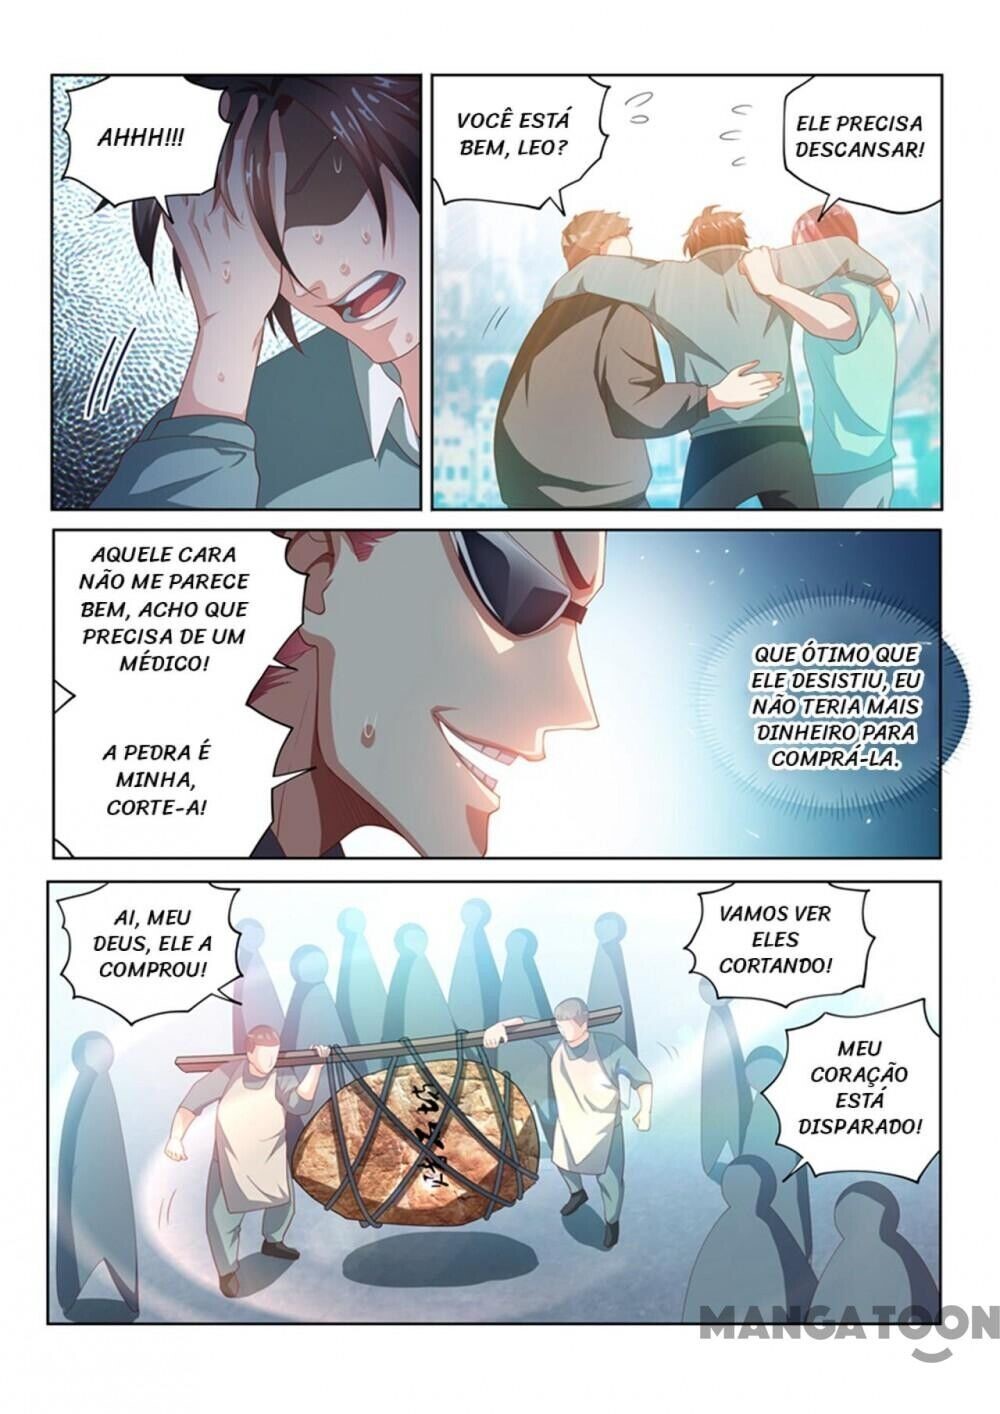 AHHH!!!
VOCÊ ESTÁ
BEM, LEO?
ELE PRECISA
DESCANSAR!
AQUELE CARA
NÃO ME PARECE
BEM, ACHO QUE
PRECISA DE UM
MÉDICO!
A PEDRA É
MINHA,
CORTE-A!
QUE ÓTIMO QUE
ELE DESISTIU, EU
NÃO TERIA MAIS
DINHEIRO PARA
COMPRÁ-LA.
AI, MEU
DEUS, ELE A
COMPROU!
VAMOS VER
ELES
CORTANDO!
MEU
CORAÇÃO
ESTÁ
DISPARADO!
MANGATOON